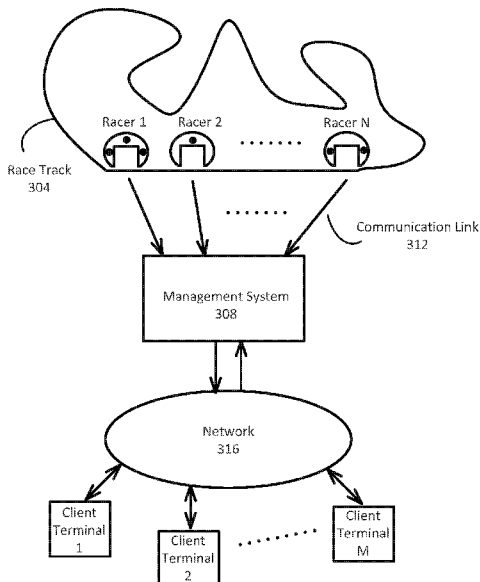 Racer 1
Racer 2
Racer N
Race Track
304
Communication Link
312
Management System
308
Network
316
Client
Terminal
1
Client
Terminal
2
Client
Terminal
M